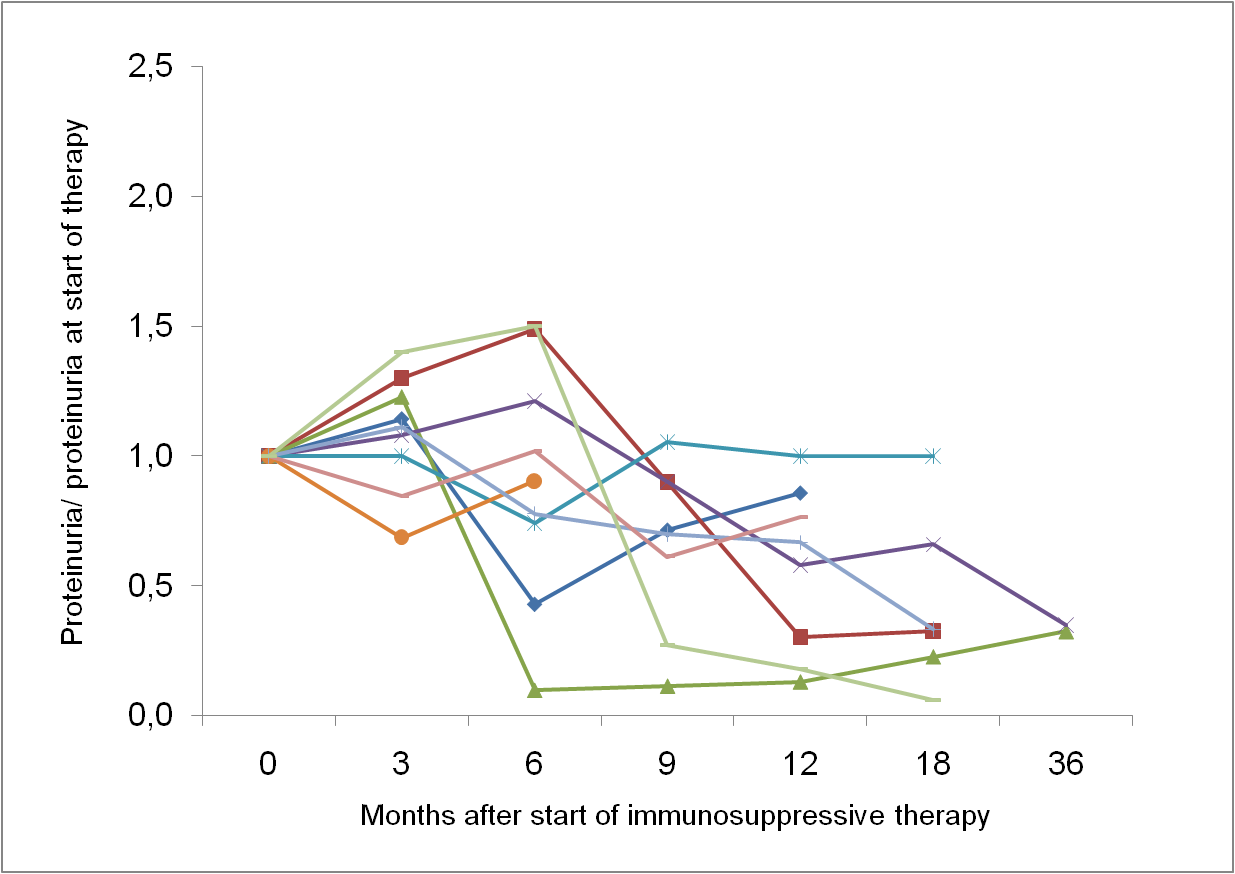 2,5
2,0
1,5
1,0
0,5
0,0
Proteinuria/ proteinuria at start of therapy
0 3 6 9 12 18 36
Months after start of immunosuppressive therapy